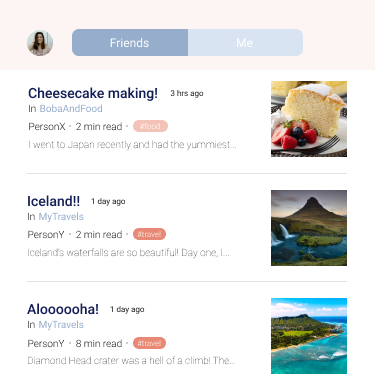 Friends
Me
Cheesecake making! 3 hrs ago
In BobaAndFood
PersonX · 2 min read · #food
I went to Japan recently and had the yummiest...
Iceland!! 1 day ago
In MyTravels
PersonY · 2 min read · #travel
Iceland's waterfalls are so beautiful! Day one, I...
Aloooooha! 1 day ago
In MyTravels
PersonY · 8 min read · #travel
Diamond Head crater was a hell of a climb! The...